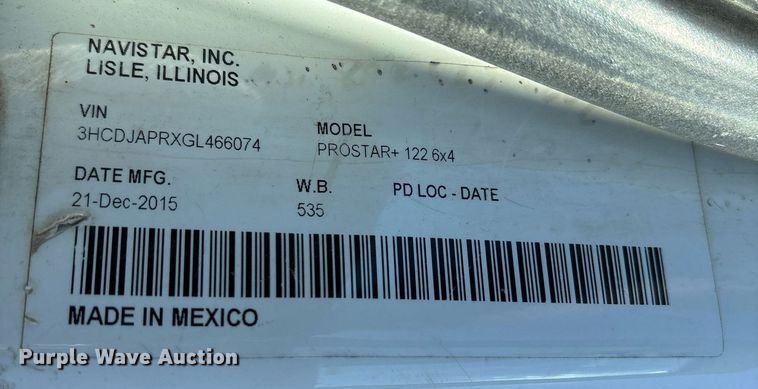 NAVISTAR, INC.
LISLE, ILLINOIS
VIN
3HCDJAPRXGL466074
MODEL
PROSTAR+ 122 6x4
DATE MFG.
21-Dec-2015
W.B.
535
PD LOC - DATE
MADE IN MEXICO
Purple Wave Auction